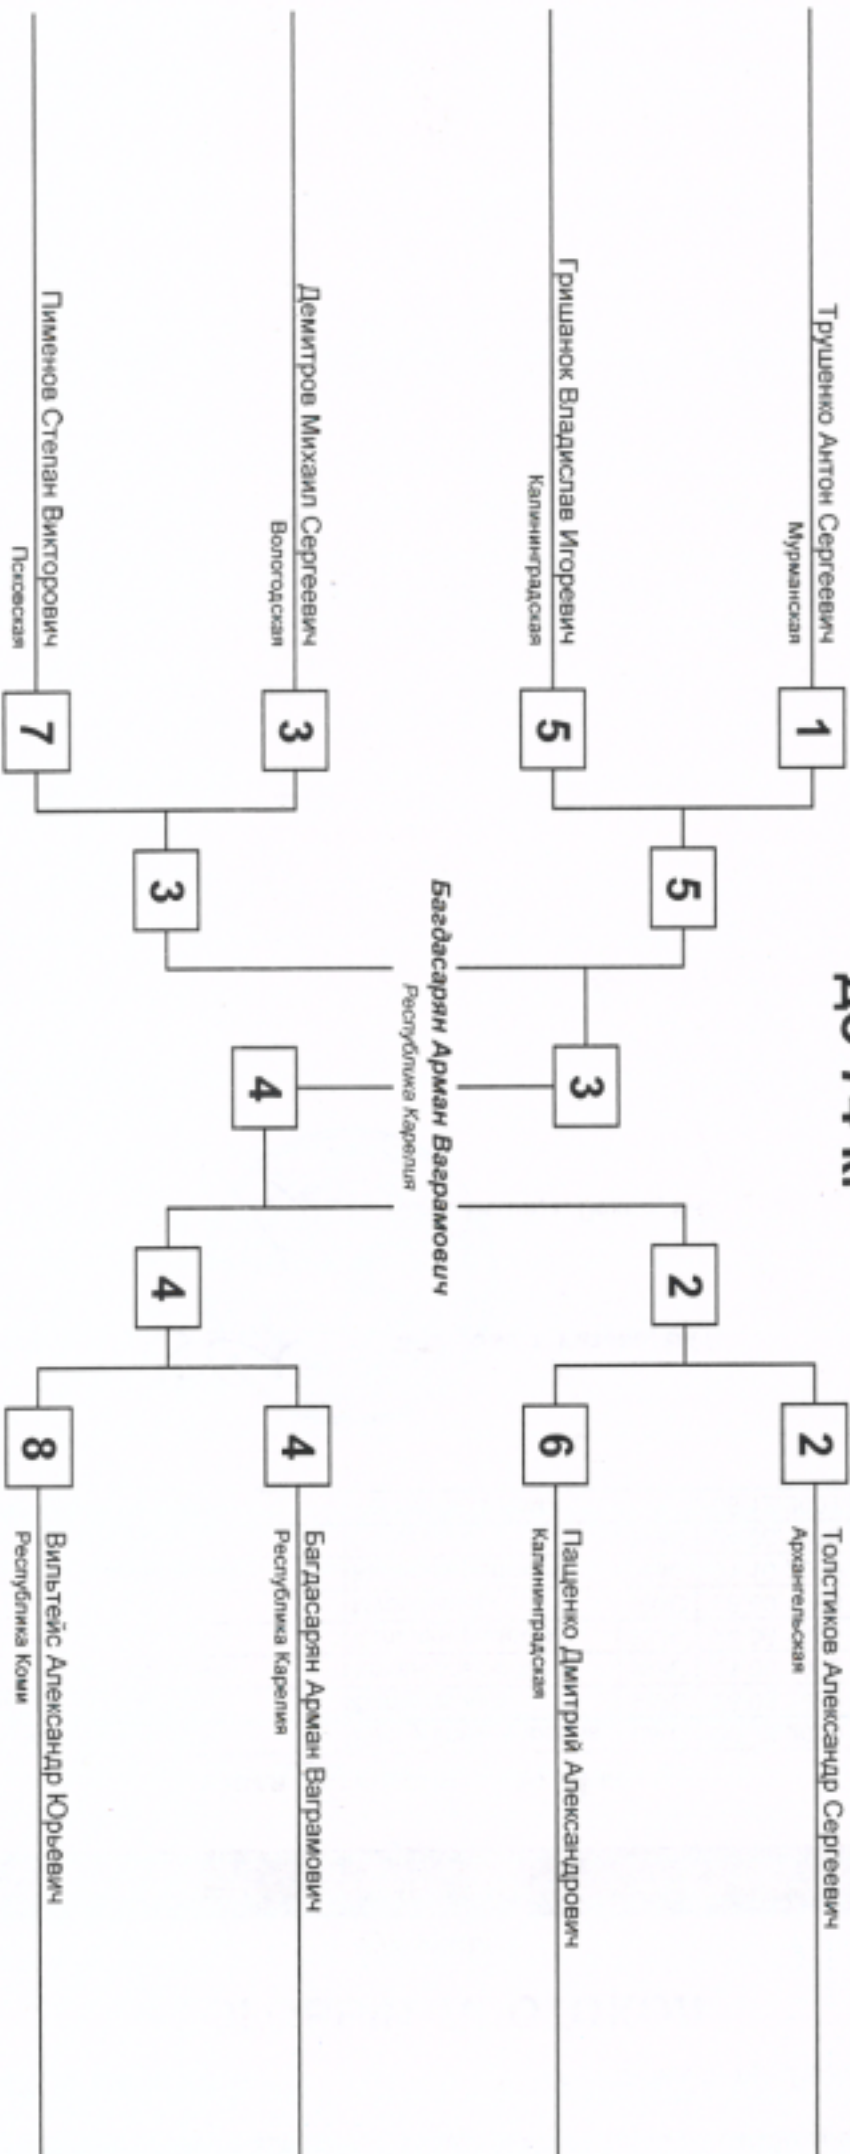 Трушенко Антон Сергеевич
Мурманская
1
5
Гришанок Владислав Игоревич
Калининградская
5
3
Демитров Михаил Сергеевич
Вологодская
3
3
Пименов Степан Викторович
Псковская
7
Багдасарян Арман Ваграмович
Республика Карелия
4
2
Толстиков Александр Сергеевич
Архангельская
2
6
Пащенко Дмитрий Александрович
Калининградская
4
4
Багдасарян Арман Ваграмович
Республика Карелия
8
Вильтейс Александр Юрьевич
Республика Коми